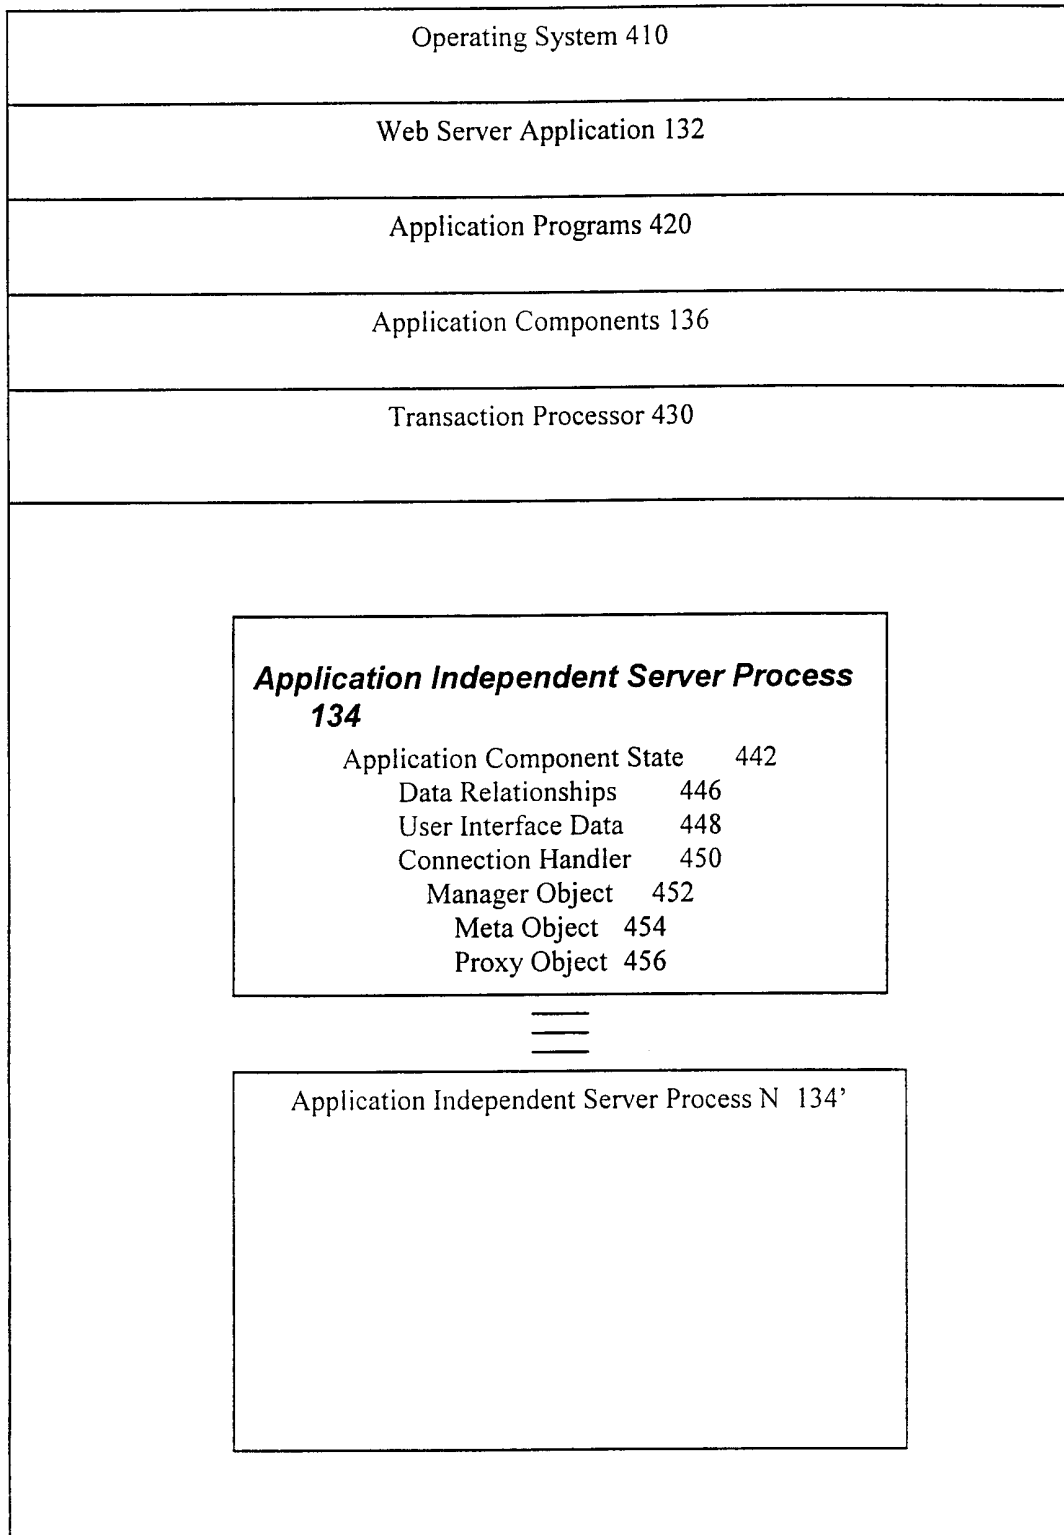 Operating System 410
Web Server Application 132
Application Programs 420
Application Components 136
Transaction Processor 430
Application Independent Server Process
134
Application Component State 442
Data Relationships 446
User Interface Data 448
Connection Handler 450
Manager Object 452
Meta Object 454
Proxy Object 456
Application Independent Server Process N 134’